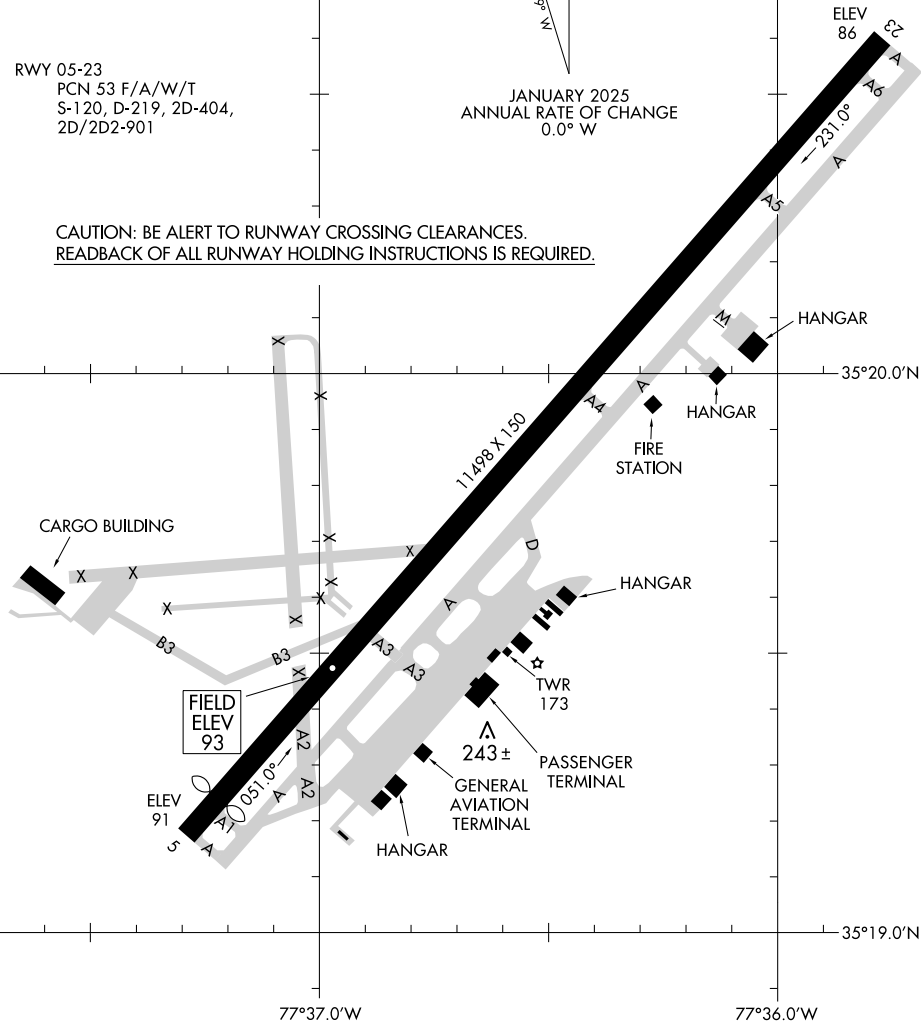 9° W
ELEV
86
23
RWY 05-23
PCN 53 F/A/W/T
S-120, D-219, 2D-404,
2D/2D2-901
JANUARY 2025
ANNUAL RATE OF CHANGE
0.0° W
A
A6
231.0°
A
A5
CAUTION: BE ALERT TO RUNWAY CROSSING CLEARANCES.
READBACK OF ALL RUNWAY HOLDING INSTRUCTIONS IS REQUIRED.
M
HANGAR
X
35°20.0'N
A
X
A4
HANGAR
11498 X 150
FIRE
STATION
CARGO BUILDING
X
D
X
X
X
X
HANGAR
X
X
A
X
B3
B3
A3
A3
X
TWR
173
FIELD
ELEV
93
A2
243±
PASSENGER
TERMINAL
051.0°
A2
A
GENERAL
AVIATION
TERMINAL
ELEV
91
A1
A
5
HANGAR
35°19.0'N
77°37.0'W
77°36.0'W